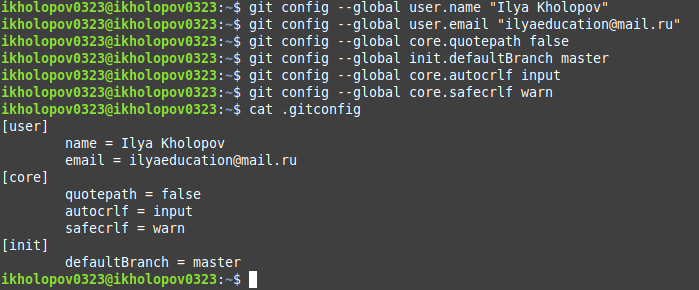 ikholopov0323@ikholopov0323:~$ git config --global user.name "Ilya Kholopov"
ikholopov0323@ikholopov0323:~$ git config --global user.email "ilyaeducation@mail.ru"
ikholopov0323@ikholopov0323:~$ git config --global core.quotepath false
ikholopov0323@ikholopov0323:~$ git config --global init.defaultBranch master
ikholopov0323@ikholopov0323:~$ git config --global core.autocrlf input
ikholopov0323@ikholopov0323:~$ git config --global core.safecrlf warn
ikholopov0323@ikholopov0323:~$ cat .gitconfig
[user]
        name = Ilya Kholopov
        email = ilyaeducation@mail.ru
[core]
        quotepath = false
        autocrlf = input
        safecrlf = warn
[init]
        defaultBranch = master
ikholopov0323@ikholopov0323:~$